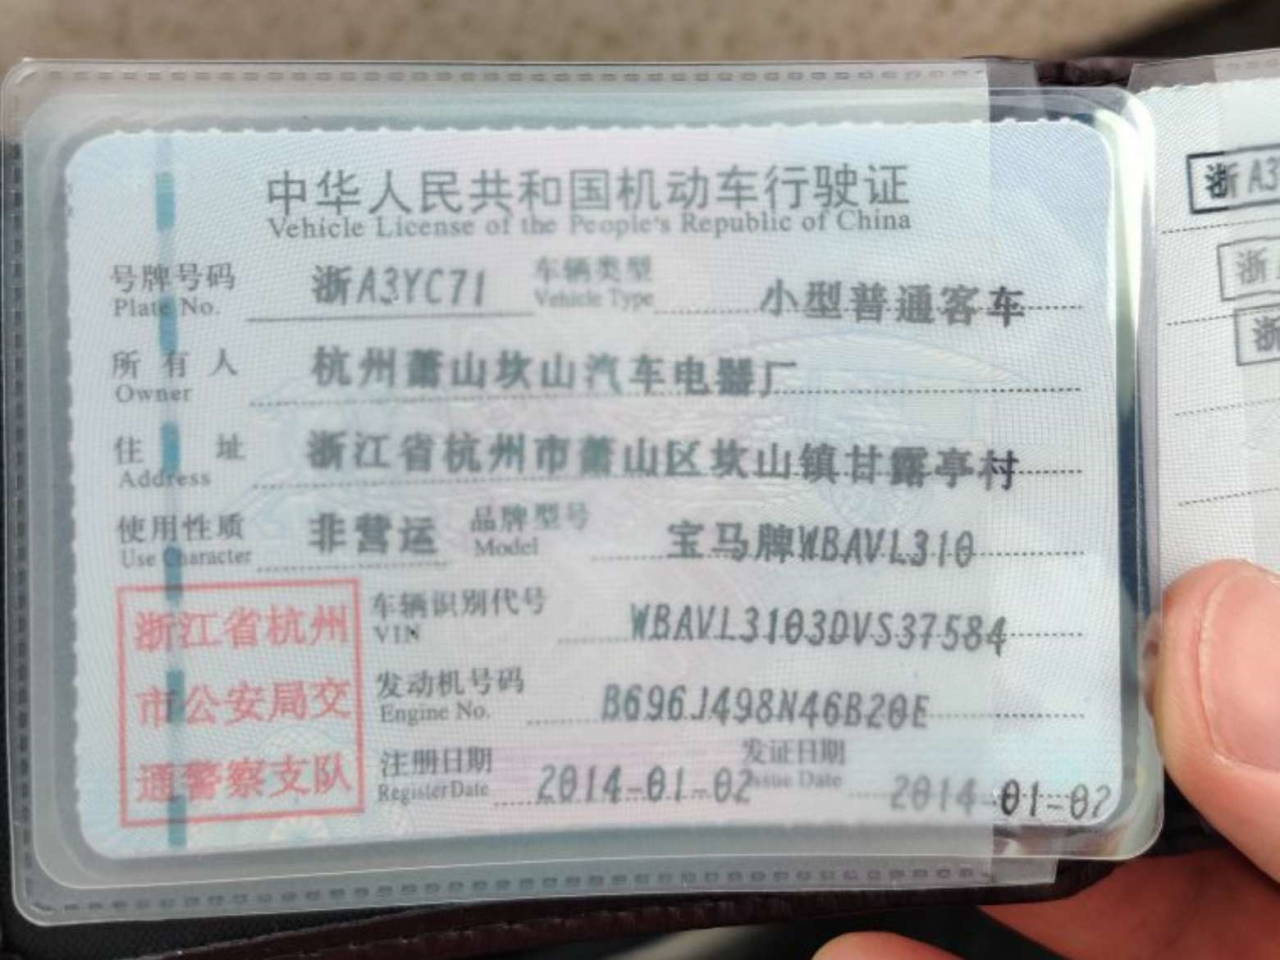 中华人民共和国机动车行驶证
Vehicle License of the People's Republic of China
号牌号码 浙A3YC71 车辆类型 小型普通客车
Plate No. Vehicle Type
所有人 杭州萧山坎山汽车电器厂
Owner
住址 浙江省杭州市萧山区坎山镇甘露亭村
Address
使用性质 非营运 品牌型号 宝马牌WBAVL310
Use Character Model
浙江省杭州
市公安局交
通警察支队
车辆识别代号 WBAVL3103DVS37584
VIN
发动机号码 B696J498N46B20E
Engine No.
注册日期 2014-01-02 发证日期 2014-01-02
Register Date Issue Date
浙A3
浙
浙